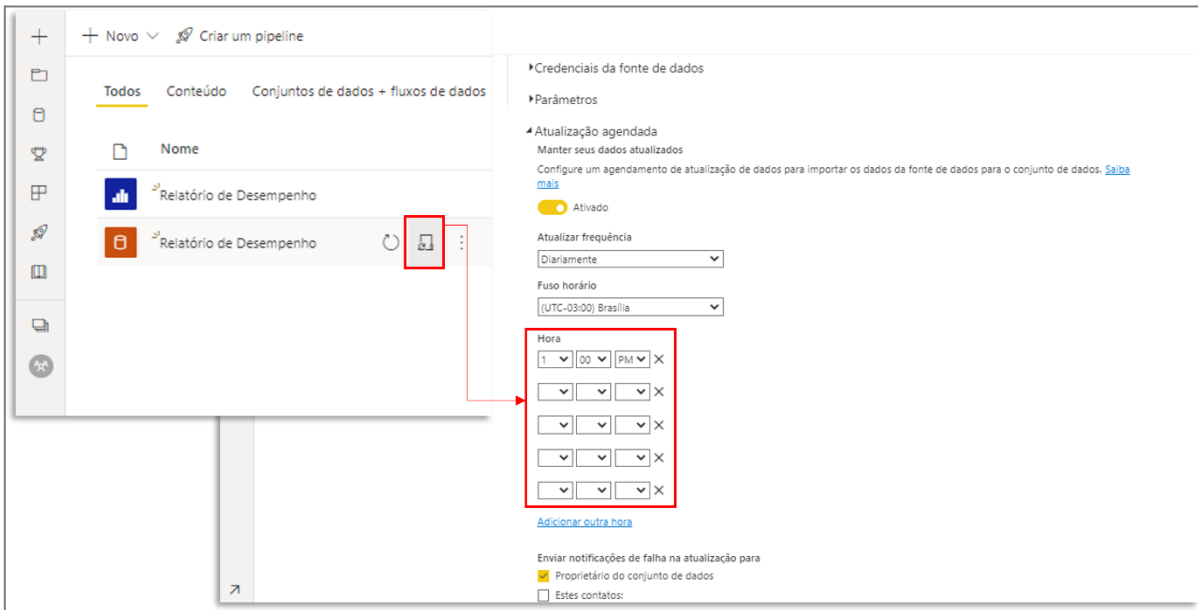 Novo
Criar um pipeline
Todos
Conteúdo
Conjuntos de dados + fluxos de dados
Nome
Relatório de Desempenho
Relatório de Desempenho
Credenciais da fonte de dados
Parâmetros
Atualização agendada
Manter seus dados atualizados
Configure um agendamento de atualização de dados para importar os dados da fonte de dados para o conjunto de dados. Saiba
mais
Ativado
Atualizar frequência
Diariamente
Fuso horário
(UTC-03:00) Brasília
Hora
1 00 PM
Adicionar outra hora
Enviar notificações de falha na atualização para
Proprietário do conjunto de dados
Estes contatos: